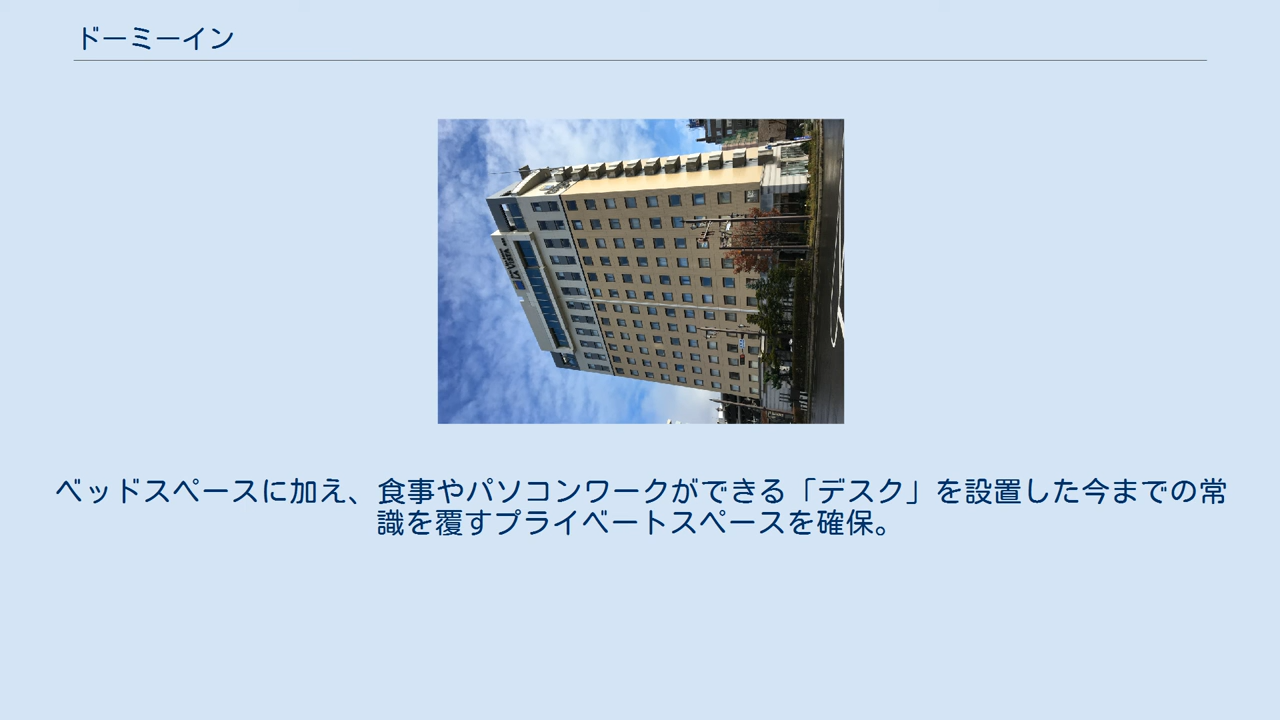 ドーミーイン
LA VISTA
ベッドスペースに加え、食事やパソコンワークができる「デスク」を設置した今までの常
識を覆すプライベートスペースを確保。